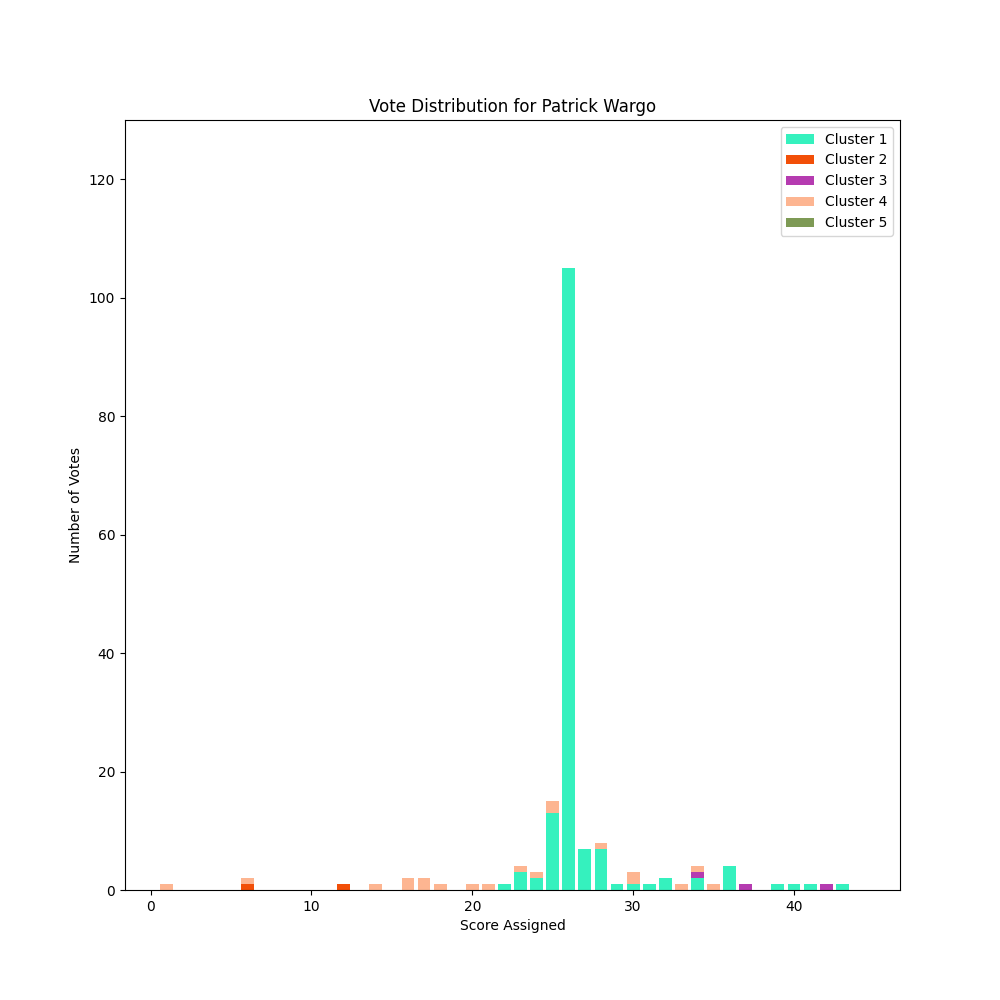 Vote Distribution for Patrick Wargo
Cluster 1
Cluster 2
Cluster 3
Cluster 4
Cluster 5
120
100
80
60
40
20
0
Number of Votes
0 10 20 30 40
Score Assigned